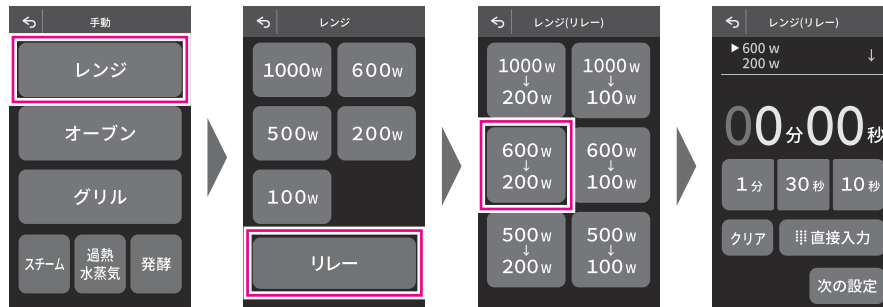 手動
レンジ
オーブン
グリル
スチーム
過熱
水蒸気
発酵
レンジ
1000W 600W
500W 200W
100W
リレー
レンジ(リレー)
1000W
↓
200W
1000W
↓
100W
600W
↓
200W
600W
↓
100W
500W
↓
200W
500W
↓
100W
レンジ(リレー)
▶600 W ↓
200 W
00分00秒
1分 30秒 10秒
クリア 直接入力
次の設定